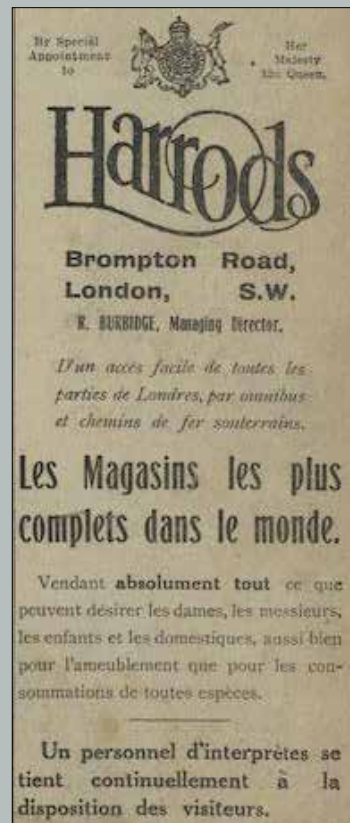 By Special
Appointment
to
Her
Majesty
the Queen.
Harrods
Brompton Road,
London, S.W.
R. BURBIDGE, Managing Director.
D'un accès facile de toutes les
parties de Londres, par omnibus
et chemins de fer souterrains.
Les Magasins les plus
complets dans le monde.
Vendant absolument tout ce que
peuvent désirer les dames, les messieurs,
les enfants et les domestiques, aussi bien
pour l'ameublement que pour les con-
sommations de toutes espèces.
Un personnel d'interprètes se
tient continuellement à la
disposition des visiteurs.